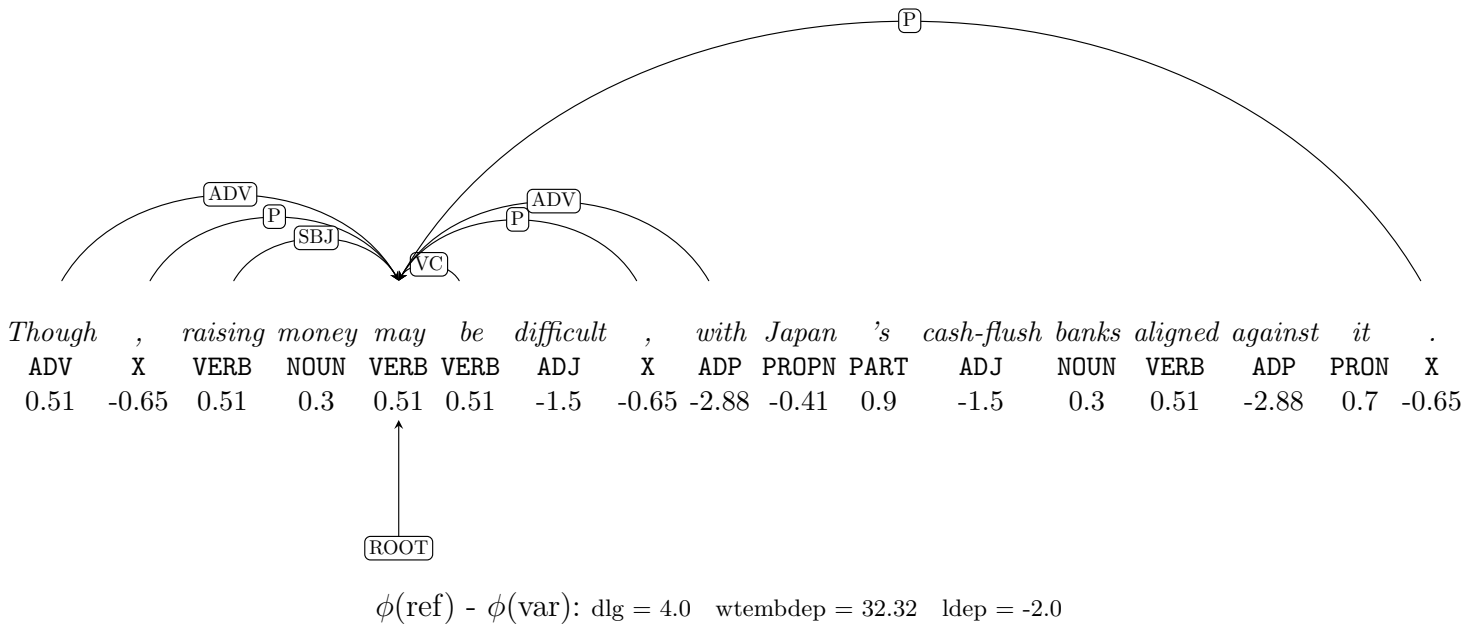 P
ADV ADV
P P
SBJ
VC
Though , raising money may be difficult , with Japan 's cash-flush banks aligned against it .
ADV X VERB NOUN VERB VERB ADJ X ADP PROPN PART ADJ NOUN VERB ADP PRON X
0.51 -0.65 0.51 0.3 0.51 0.51 -1.5 -0.65 -2.88 -0.41 0.9 -1.5 0.3 0.51 -2.88 0.7 -0.65
ROOT
ϕ(ref) - ϕ(var): dlg = 4.0 wtembdep = 32.32 ldep = -2.0